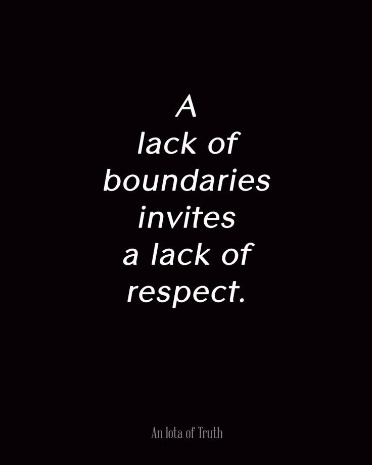 A
lack of
boundaries
invites
a lack of
respect.
An Iota of Truth